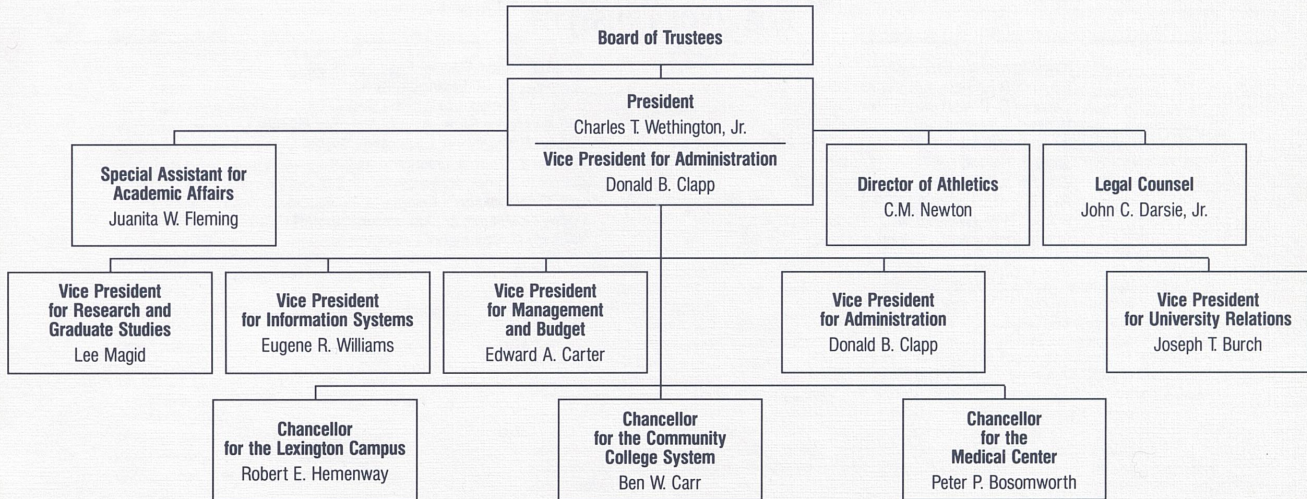 Board of Trustees
President
Charles T. Wethington, Jr.
Vice President for Administration
Donald B. Clapp
Special Assistant for
Academic Affairs
Juanita W. Fleming
Director of Athletics
C.M. Newton
Legal Counsel
John C. Darsie, Jr.
Vice President
for Research and
Graduate Studies
Lee Magid
Vice President
for Information Systems
Eugene R. Williams
Vice President
for Management
and Budget
Edward A. Carter
Vice President
for Administration
Donald B. Clapp
Vice President
for University Relations
Joseph T. Burch
Chancellor
for the Lexington Campus
Robert E. Hemenway
Chancellor
for the Community
College System
Ben W. Carr
Chancellor
for the
Medical Center
Peter P. Bosomworth